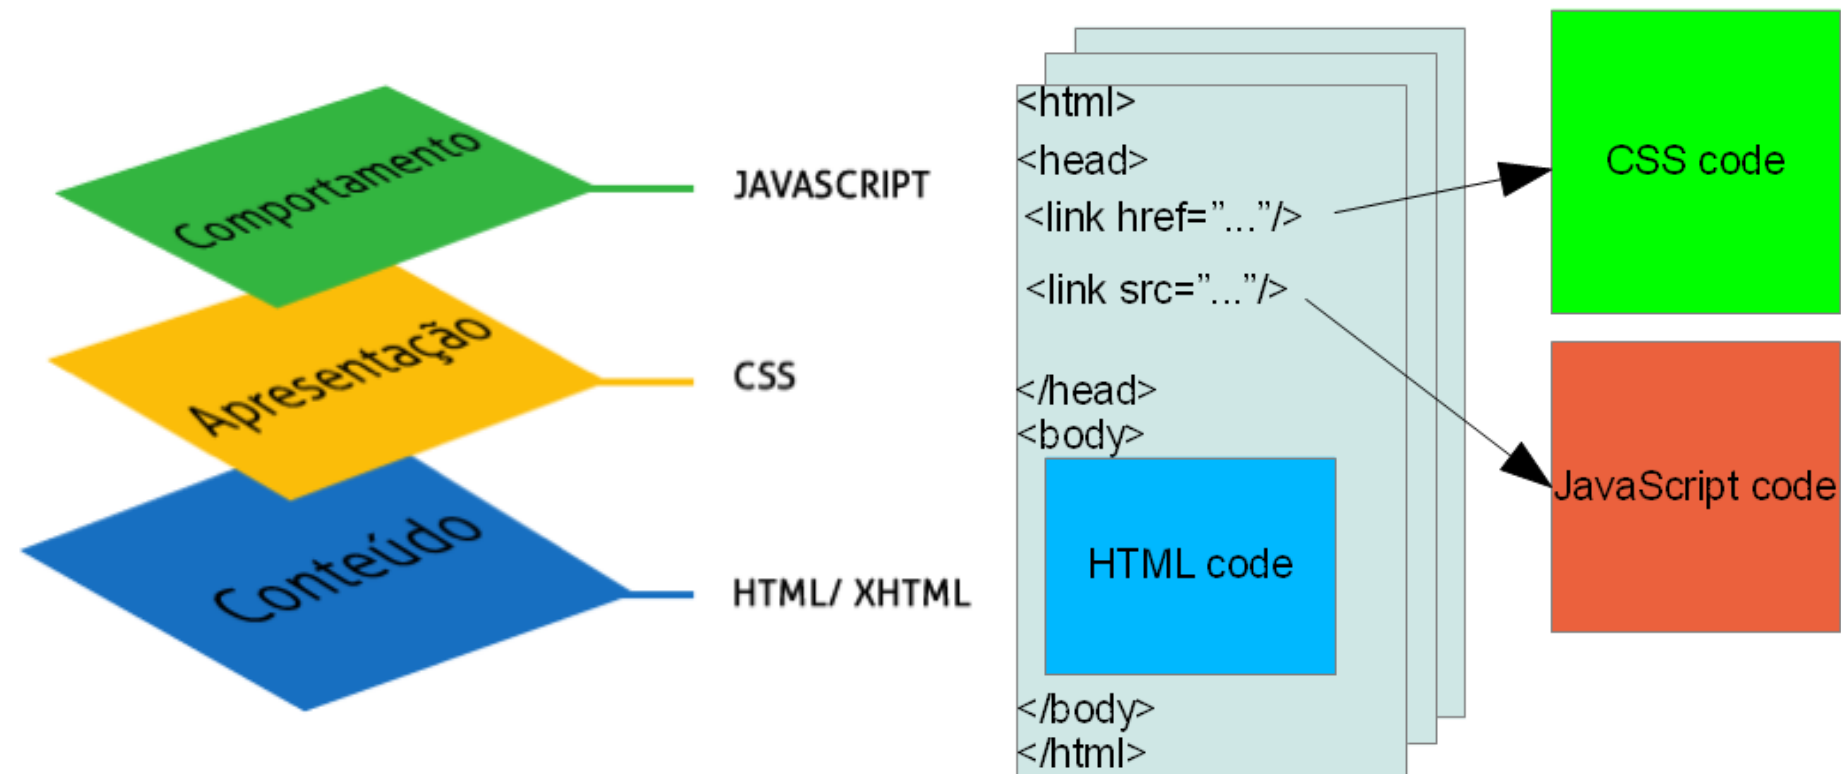 Comportamento
JAVASCRIPT
Apresentação
CSS
Conteúdo
HTML/ XHTML
<html>
<head>
<link href=”...”/>
<link src=”...”/>
</head>
<body>
HTML code
</body>
</html>
CSS code
JavaScript code